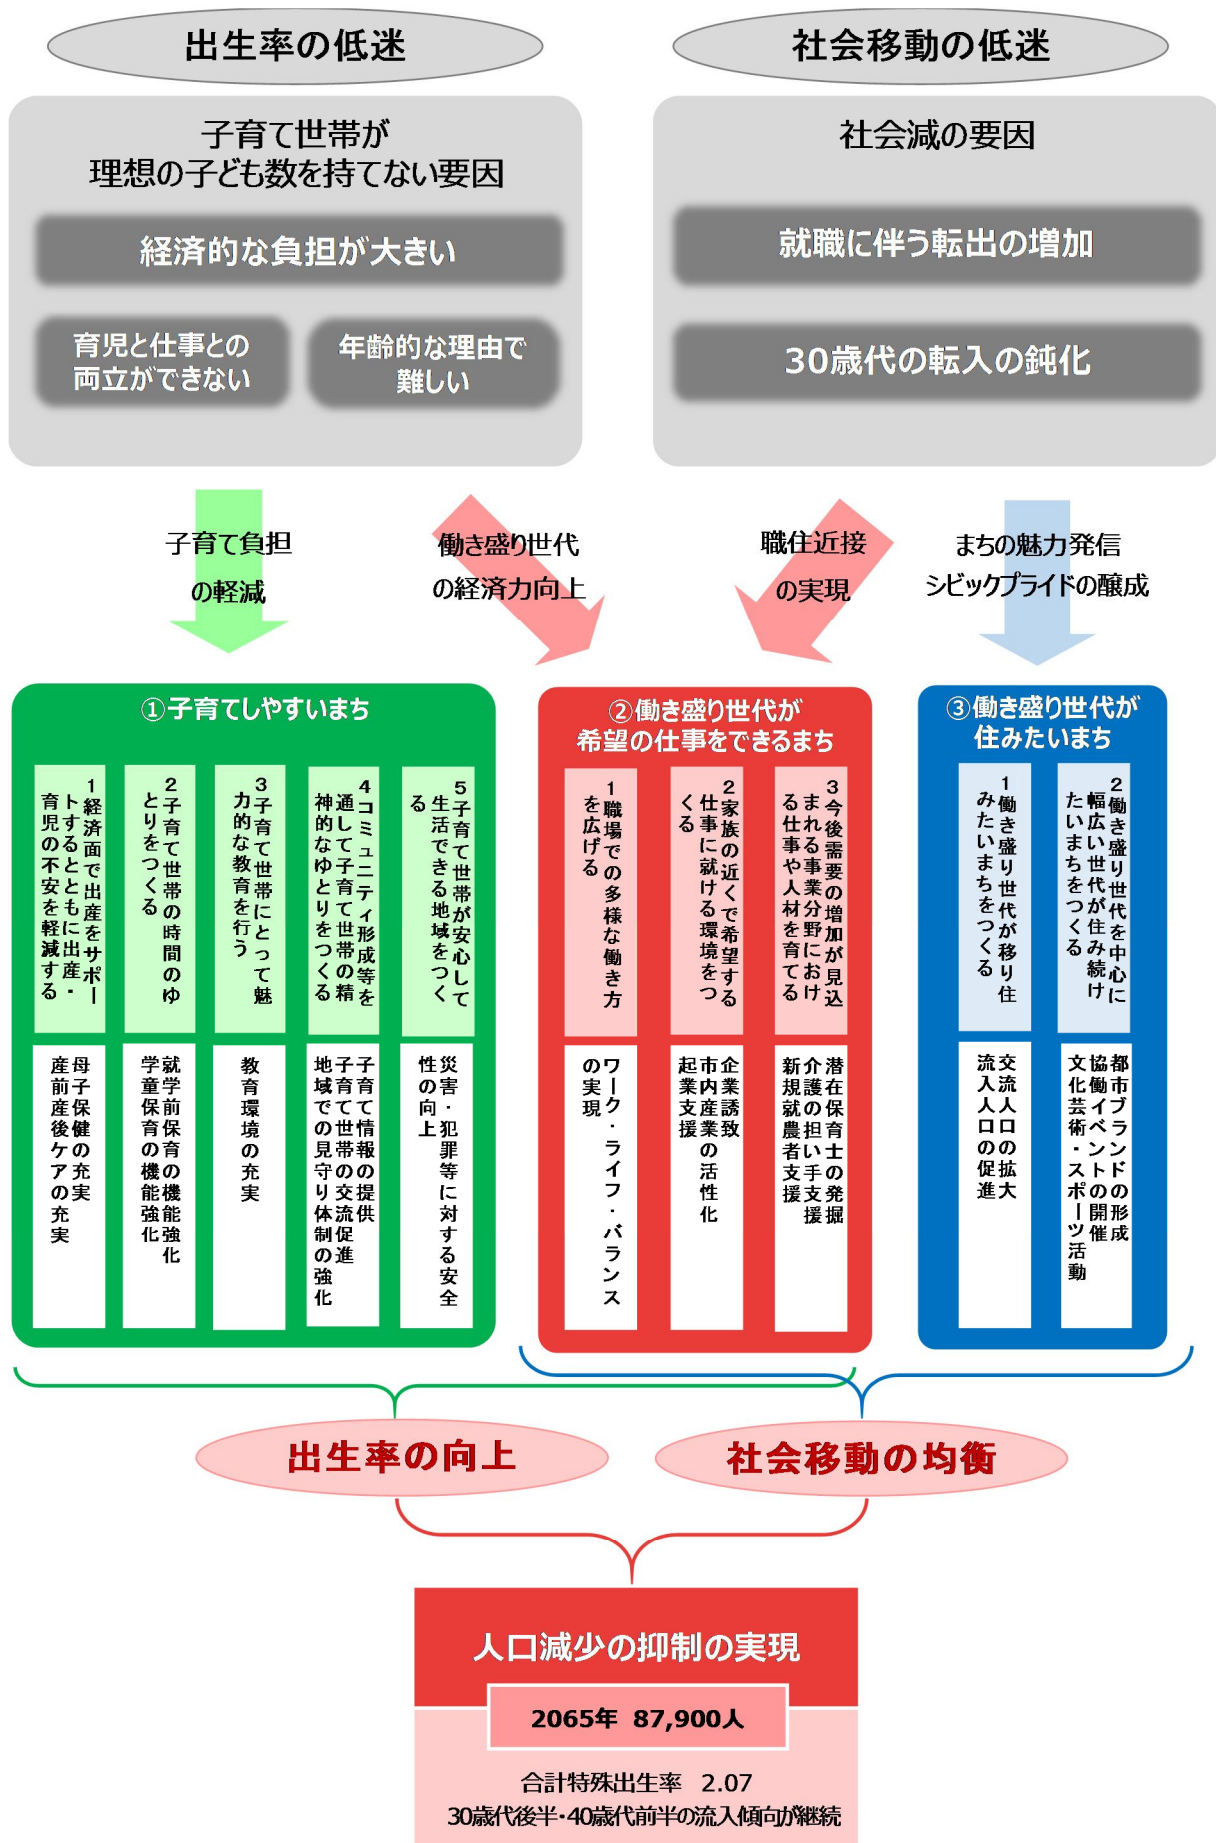 出生率の低迷
社会移動の低迷
子育て世帯が
理想の子ども数を持てない要因
経済的な負担が大きい
育児と仕事との
両立ができない
年齢的な理由で
難しい
社会減の要因
就職に伴う転出の増加
30歳代の転入の鈍化
子育て負担
の軽減
働き盛り世代
の経済力向上
職住近接
の実現
まちの魅力発信
シビックプライドの醸成
①子育てしやすいまち
1経済面で出産をサポー
トするとともに出産・
育児の不安を軽減する
2子育て世帯の時間のゆ
とりをつくる
3子育て世帯にとって魅
力的な教育を行う
4コミュニティ形成等を
通して子育て世帯の精
神的なゆとりをつくる
5子育て世帯が安心して
生活できる地域をつく
る
母子保健の充実
産前産後ケアの充実
就学前保育の機能強化
学童保育の機能強化
教育環境の充実
子育て情報の提供
子育て世帯の交流促進
地域での見守り体制の強化
災害・犯罪等に対する安全
性の向上
②働き盛り世代が
希望の仕事をできるまち
1職場での多様な働き方
を広げる
2家族の近くで希望する
仕事に就ける環境をつ
くる
3今後需要の増加が見込
まれる事業分野におけ
る仕事や人材を育てる
ワーク・ライフ・バランス
の実現
企業誘致
市内産業の活性化
起業支援
潜在保育士の発掘
介護の担い手支援
新規就農者支援
③働き盛り世代が
住みたいまち
1働き盛り世代が移り住
みたいまちをつくる
2働き盛り世代を中心に
幅広い世代が住み続け
たいまちをつくる
交流人口の拡大
流入人口の促進
都市ブランドの形成
協働イベントの開催
文化芸術・スポーツ活動
出生率の向上
社会移動の均衡
人口減少の抑制の実現
2065年 87,900人
合計特殊出生率 2.07
30歳代後半・40歳代前半の流入傾向が継続